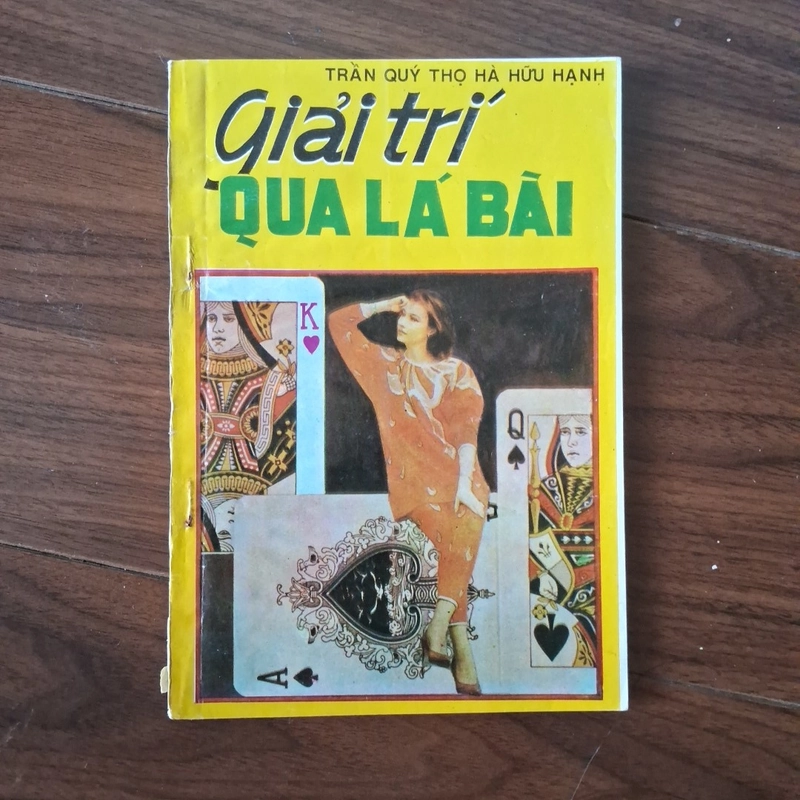 TRẦN QUÝ THỌ HÀ HỮU HẠNH
Giải trí
QUA LÁ BÀI
K
Q
A